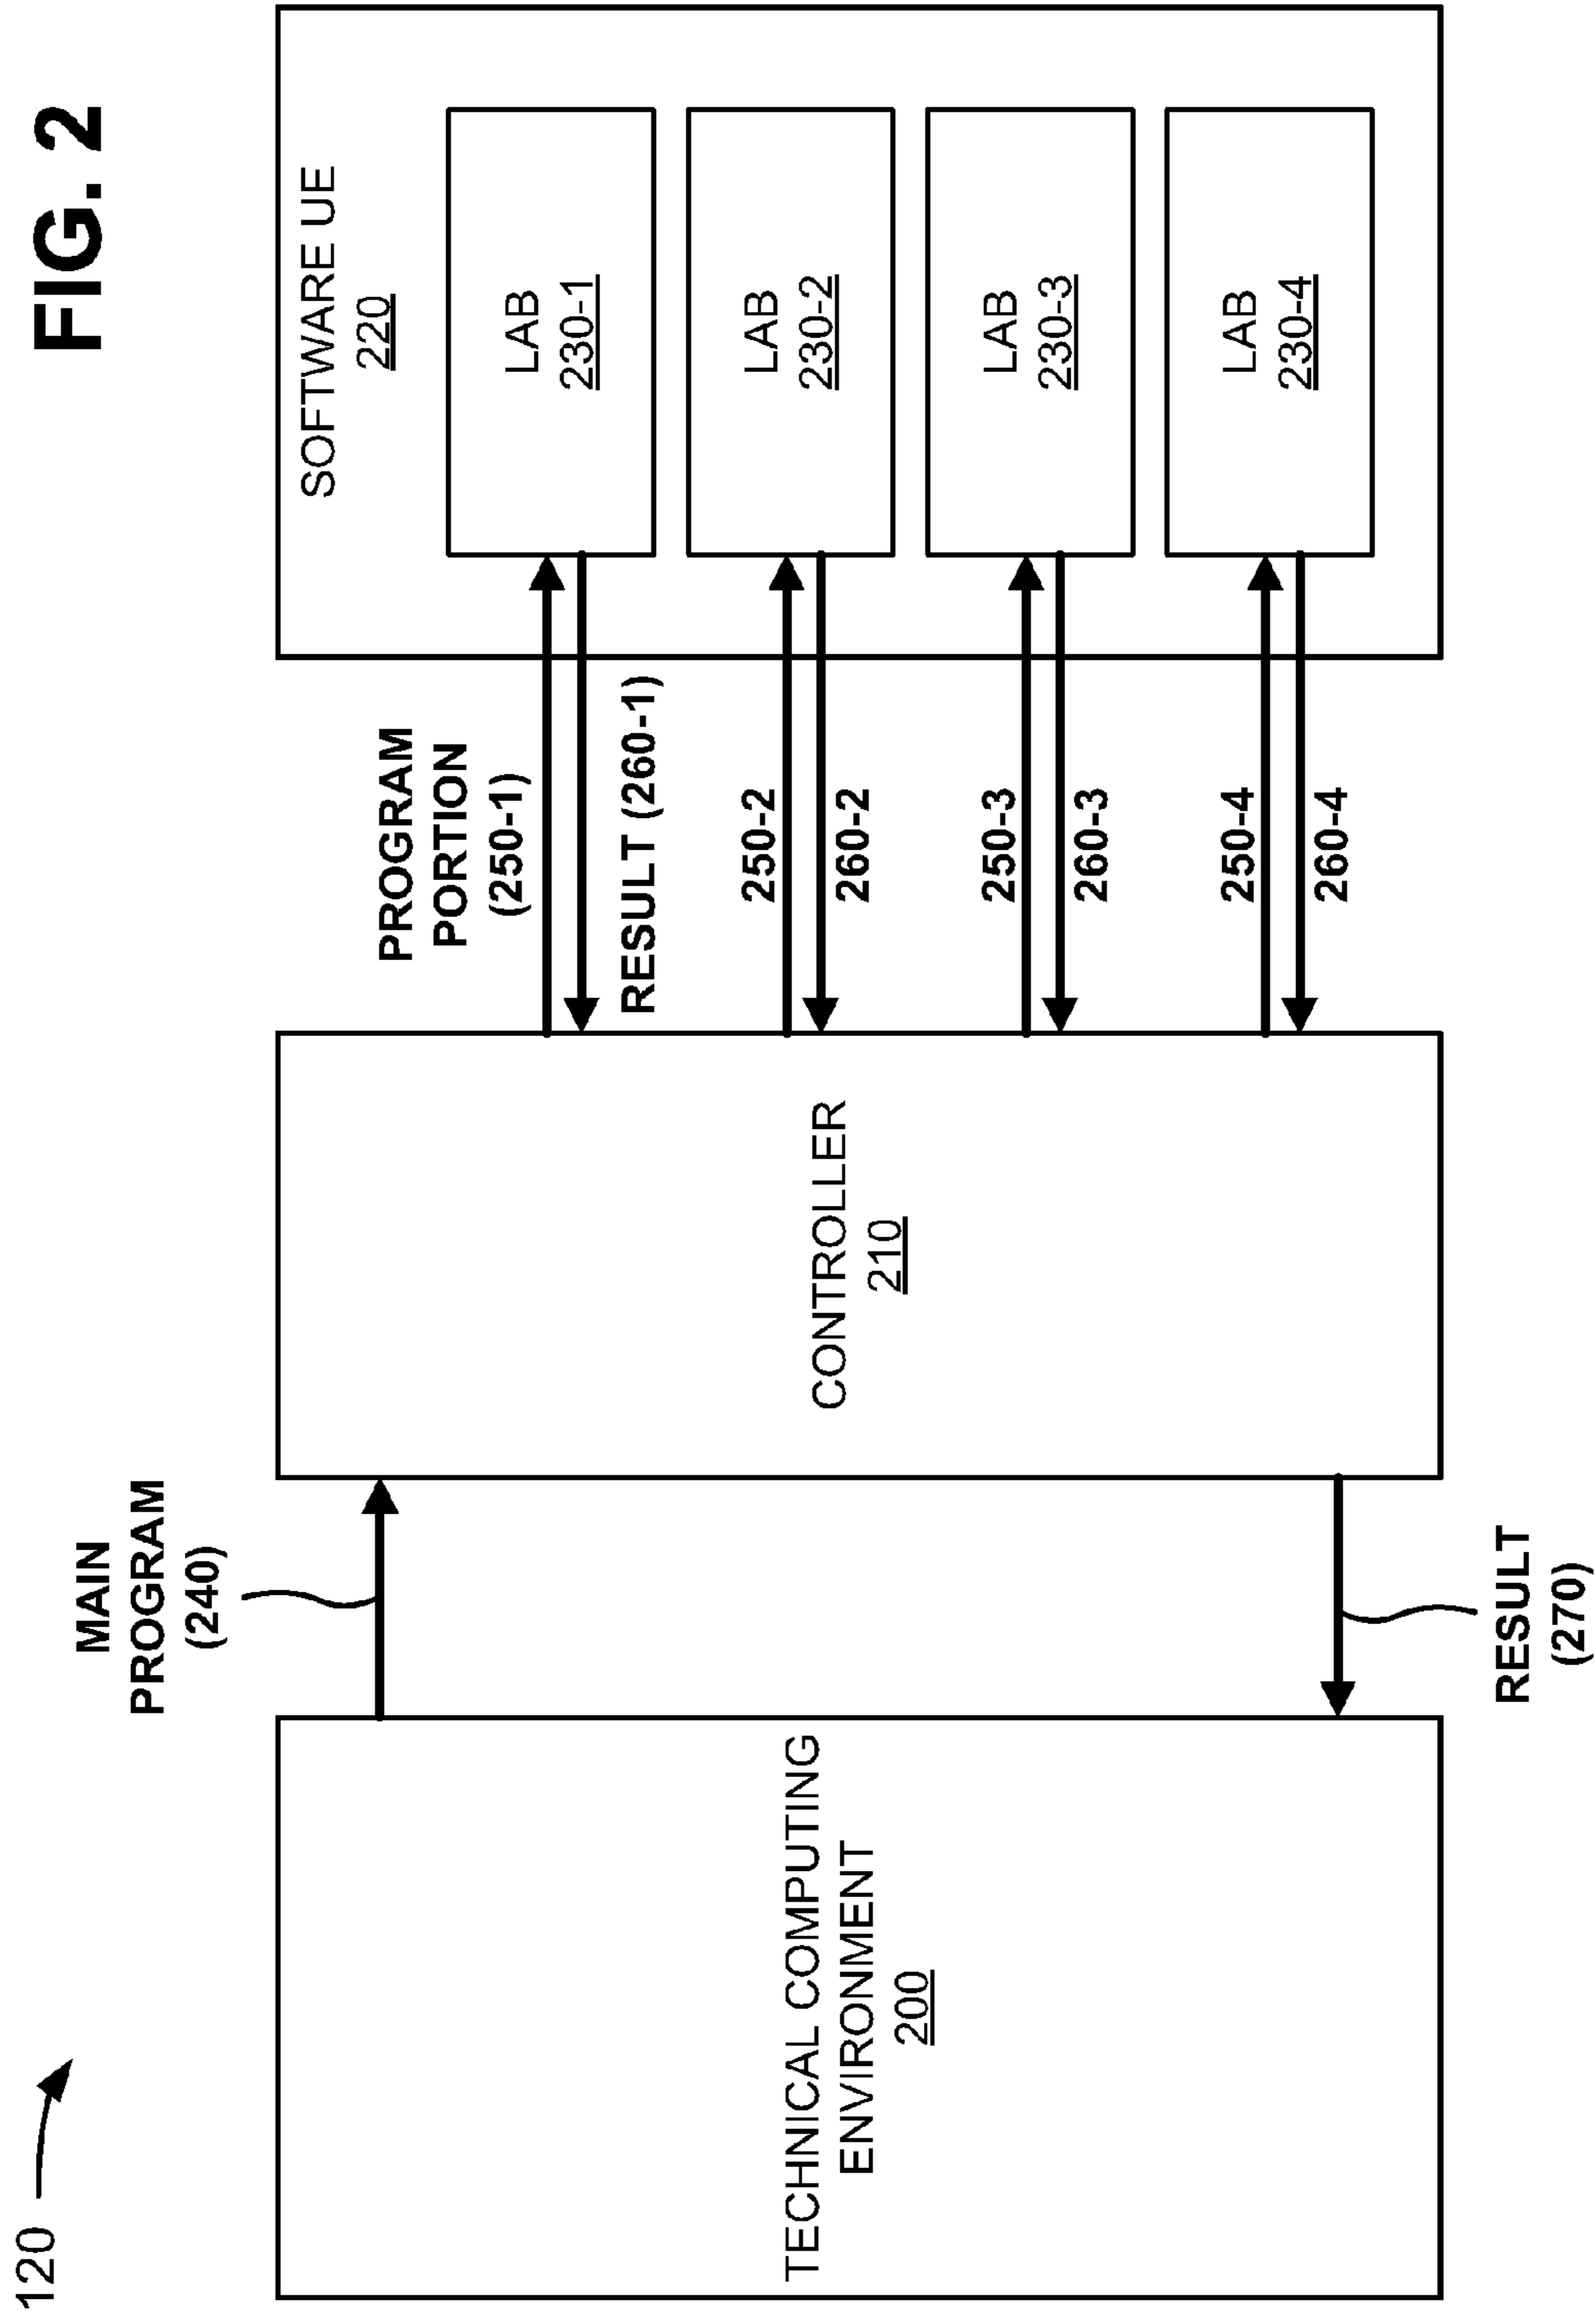 FIG. 2
120
TECHNICAL COMPUTING
ENVIRONMENT
200
MAIN
PROGRAM
(240)
RESULT
(270)
CONTROLLER
210
PROGRAM
PORTION
(250-1)
RESULT (260-1)
250-2
260-2
250-3
260-3
250-4
260-4
SOFTWARE UE
220
LAB
230-1
LAB
230-2
LAB
230-3
LAB
230-4